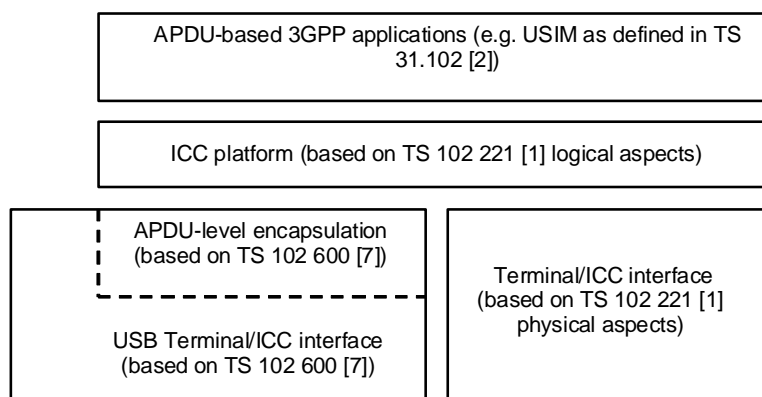 APDU-based 3GPP applications (e.g. USIM as defined in TS
31.102 [2])
ICC platform (based on TS 102 221 [1] logical aspects)
APDU-level encapsulation
(based on TS 102 600 [7])
USB Terminal/ICC interface
(based on TS 102 600 [7])
Terminal/ICC interface
(based on TS 102 221 [1]
physical aspects)